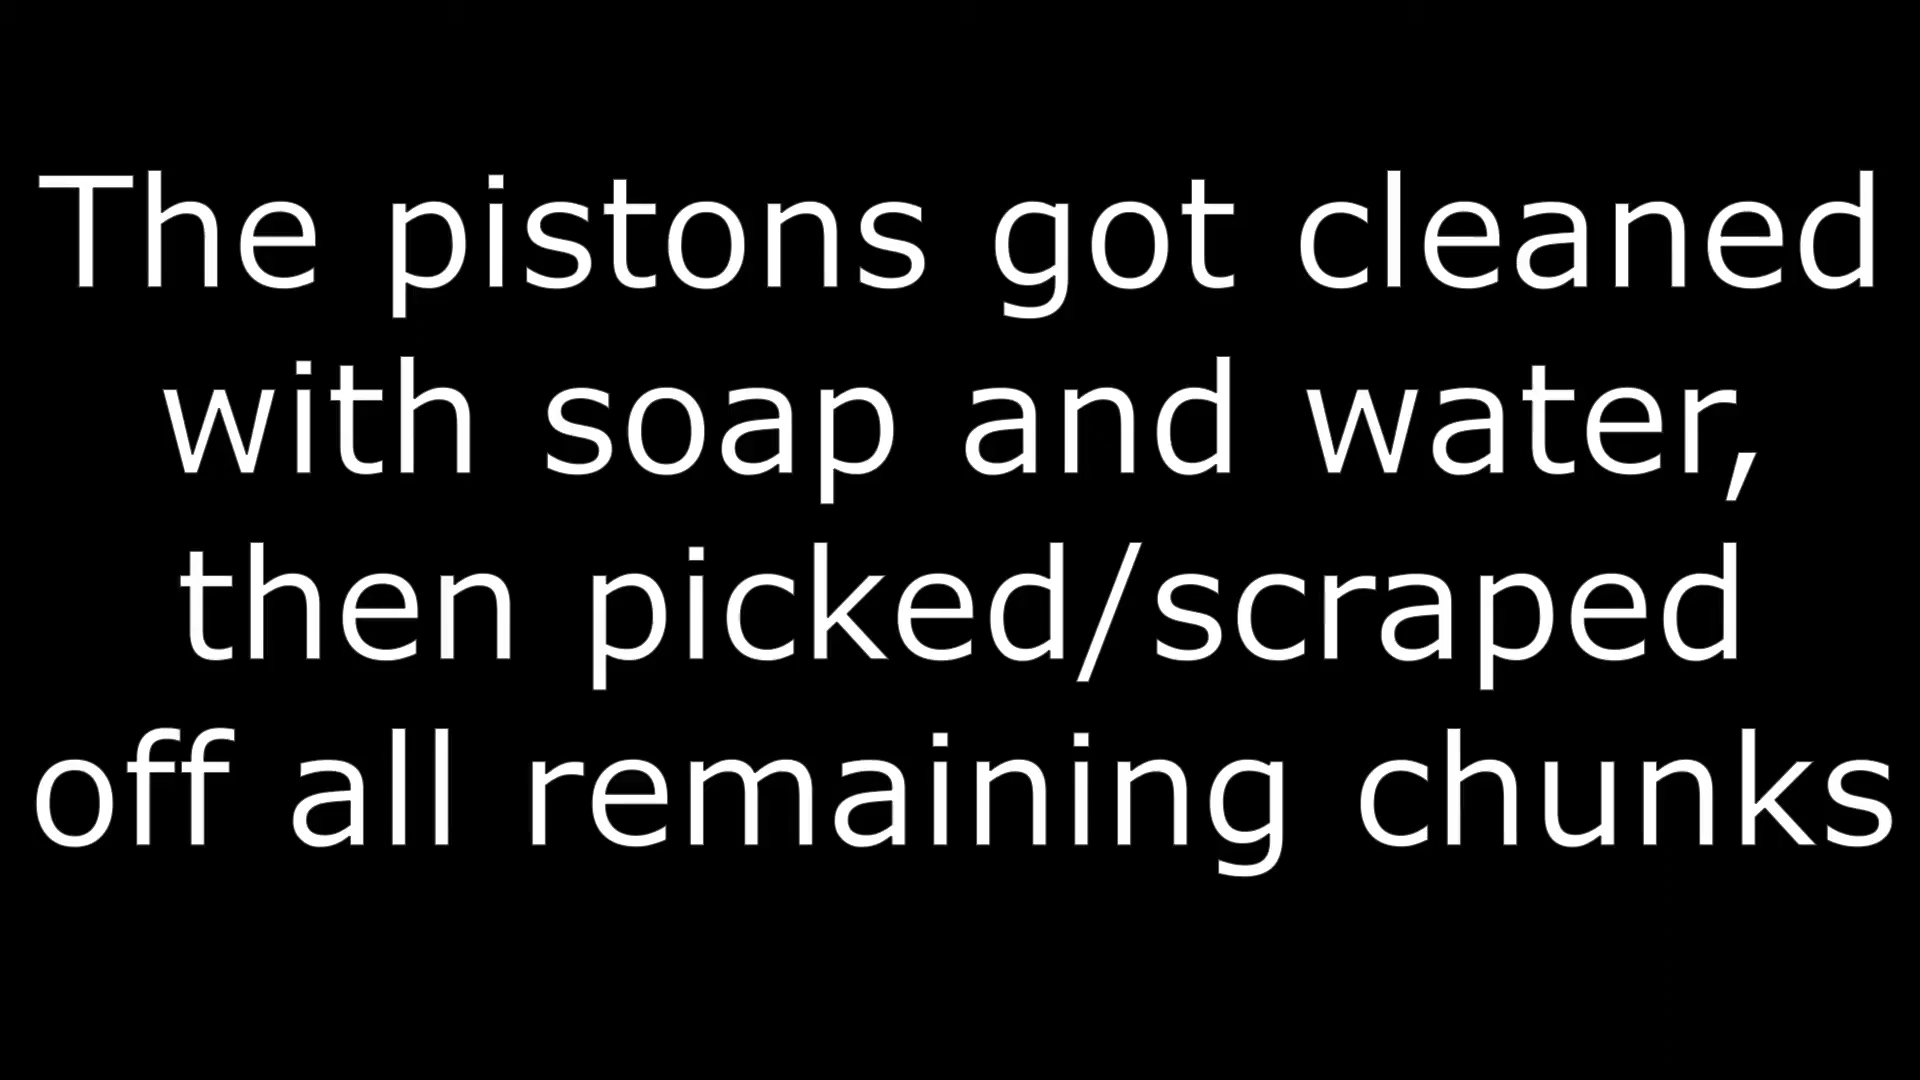 The pistons got cleaned
with soap and water,
then picked/scraped
off all remaining chunks